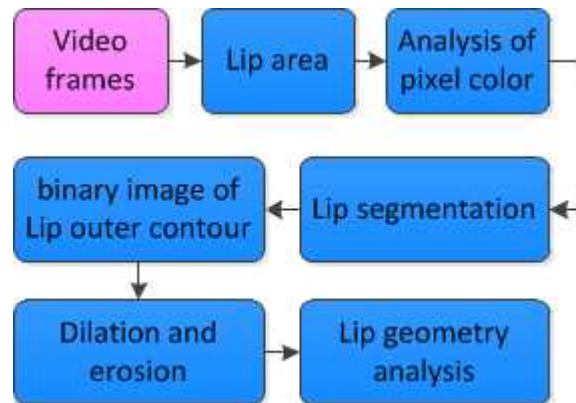 Video
frames
Lip area
Analysis of
pixel color
binary image of
Lip outer contour
Lip segmentation
Dilation and
erosion
Lip geometry
analysis